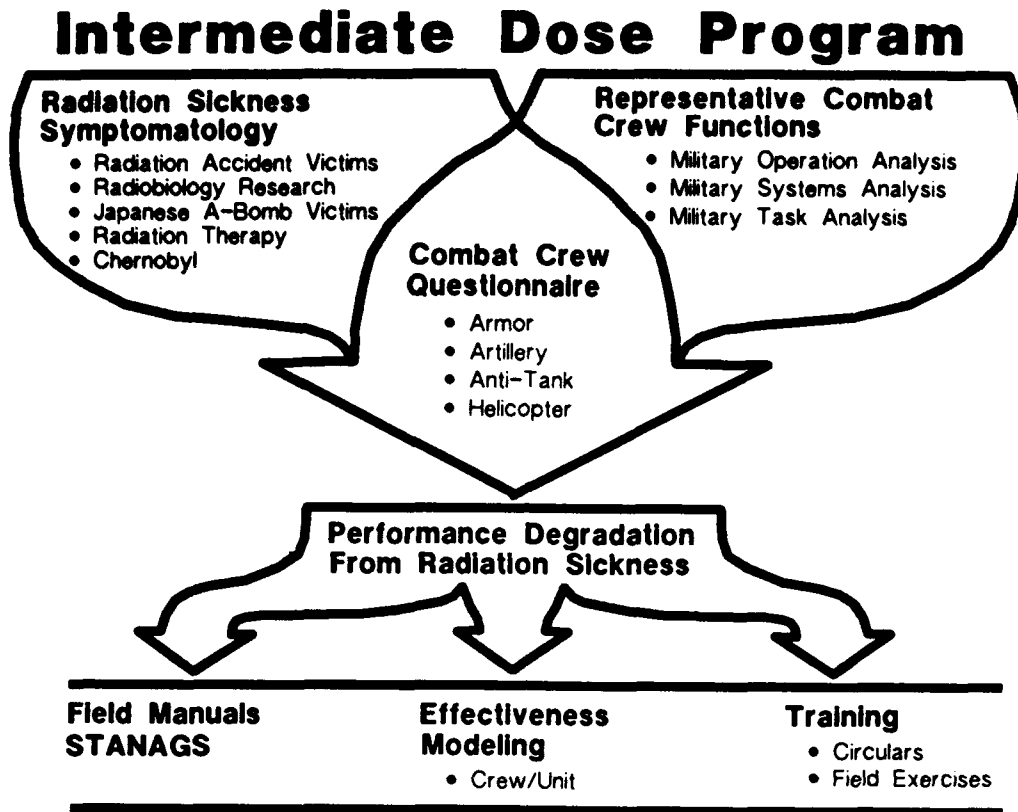 Intermediate Dose Program
Radiation Sickness
Symptomatology
• Radiation Accident Victims
• Radiobiology Research
• Japanese A-Bomb Victims
• Radiation Therapy
• Chernobyl
Representative Combat
Crew Functions
• Military Operation Analysis
• Military Systems Analysis
• Military Task Analysis
Combat Crew
Questionnaire
• Armor
• Artillery
• Anti-Tank
• Helicopter
Performance Degradation
From Radiation Sickness
Field Manuals
STANAGS
Effectiveness
Modeling
• Crew/Unit
Training
• Circulars
• Field Exercises